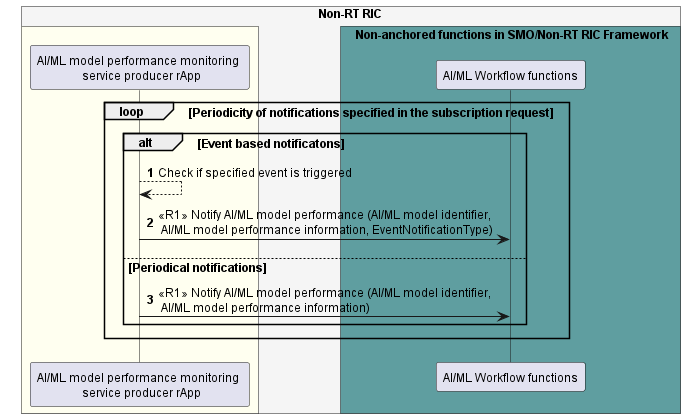 Non-RT RIC
Non-anchored functions in SMO/Non-RT RIC Framework
AI/ML model performance monitoring
service producer rApp
AI/ML Workflow functions
loop [Periodicity of notifications specified in the subscription request]
alt [Event based notificatons]
1 Check if specified event is triggered
2 «R1» Notify AI/ML model performance (AI/ML model identifier,
AI/ML model performance information, EventNotificationType)
[Periodical notifications]
3 «R1» Notify AI/ML model performance (AI/ML model identifier,
AI/ML model performance information)
AI/ML model performance monitoring
service producer rApp
AI/ML Workflow functions